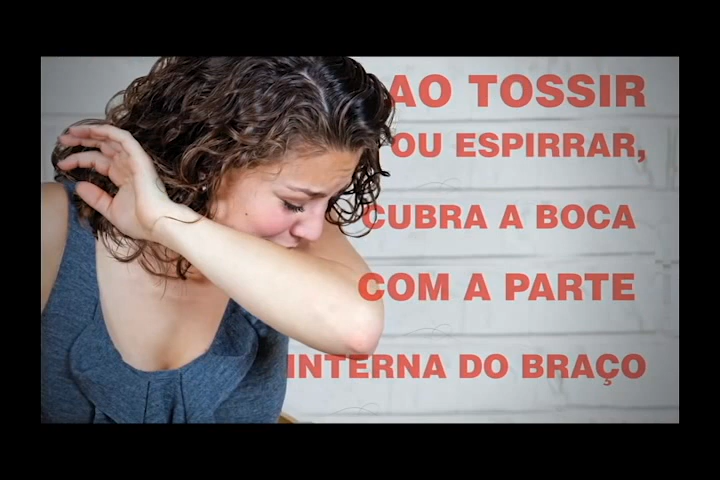 AO TOSSIR
OU ESPIRRAR,
CUBRA A BOCA
COM A PARTE
INTERNA DO BRAÇO